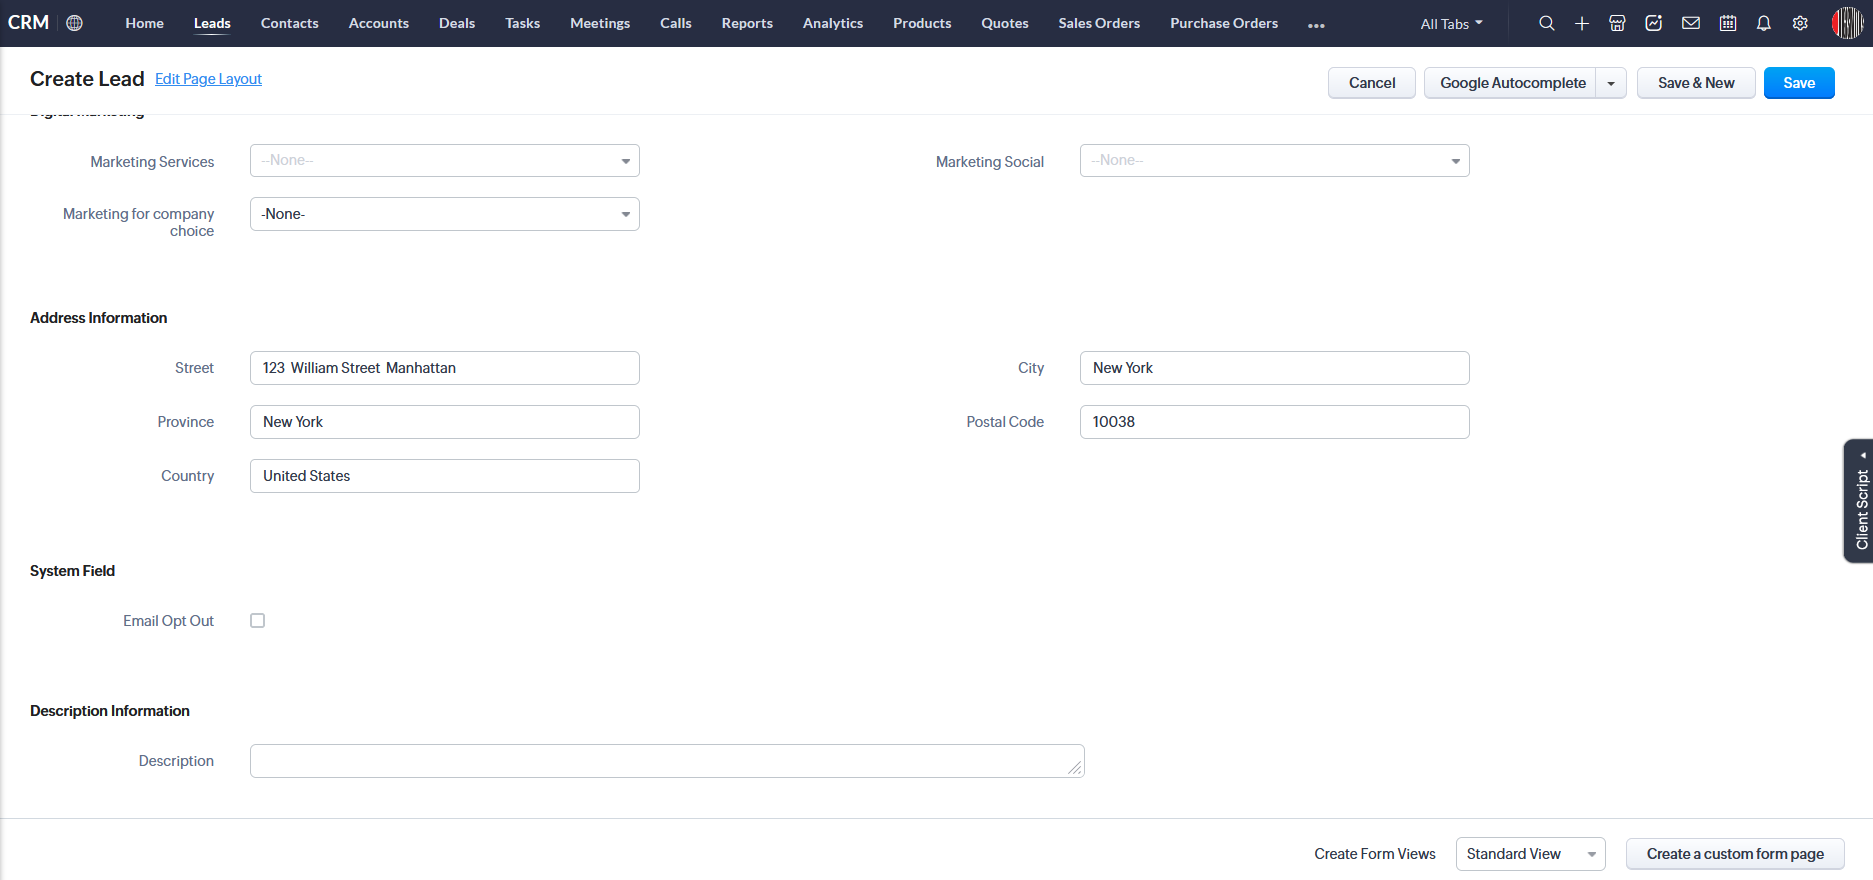 CRM Home Leads Contacts Accounts Deals Tasks Meetings Calls Reports Analytics Products Quotes Sales Orders Purchase Orders ••• All Tabs
Create Lead Edit Page Layout Cancel Google Autocomplete Save & New Save
Digital Marketing
Marketing Services --None-- Marketing Social --None--
Marketing for company choice -None-
Address Information
Street 123 William Street Manhattan City New York
Province New York Postal Code 10038
Country United States
Client Script
System Field
Email Opt Out
Description Information
Description
Create Form Views Standard View Create a custom form page